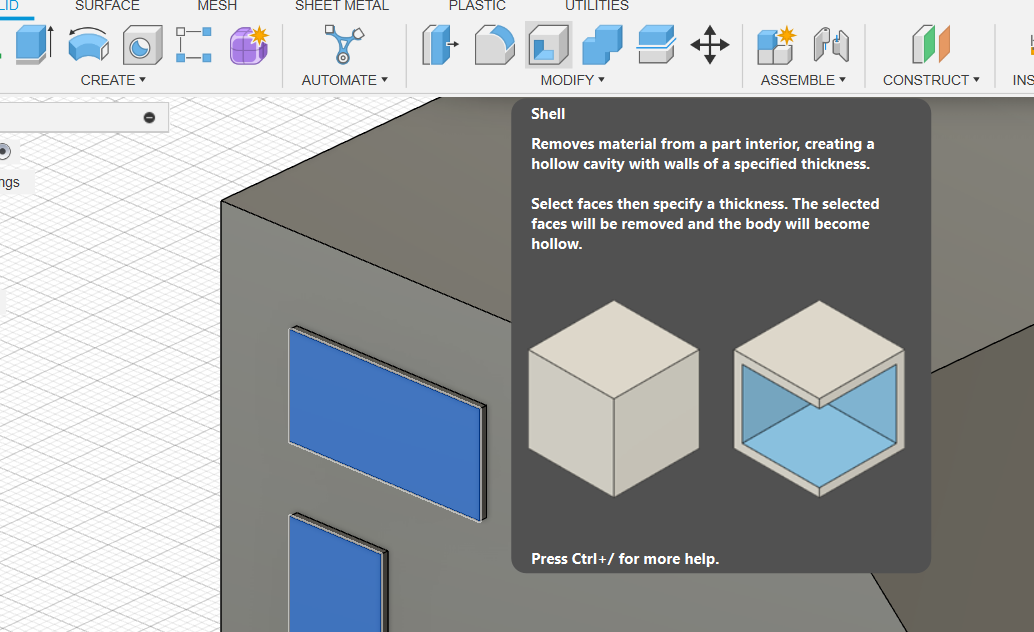 LID SURFACE MESH SHEET METAL PLASTIC UTILITIES
CREATE▾ AUTOMATE▾ MODIFY▾ ASSEMBLE▾ CONSTRUCT▾ INS
ngs
Shell
Removes material from a part interior, creating a
hollow cavity with walls of a specified thickness.
Select faces then specify a thickness. The selected
faces will be removed and the body will become
hollow.
Press Ctrl+/ for more help.